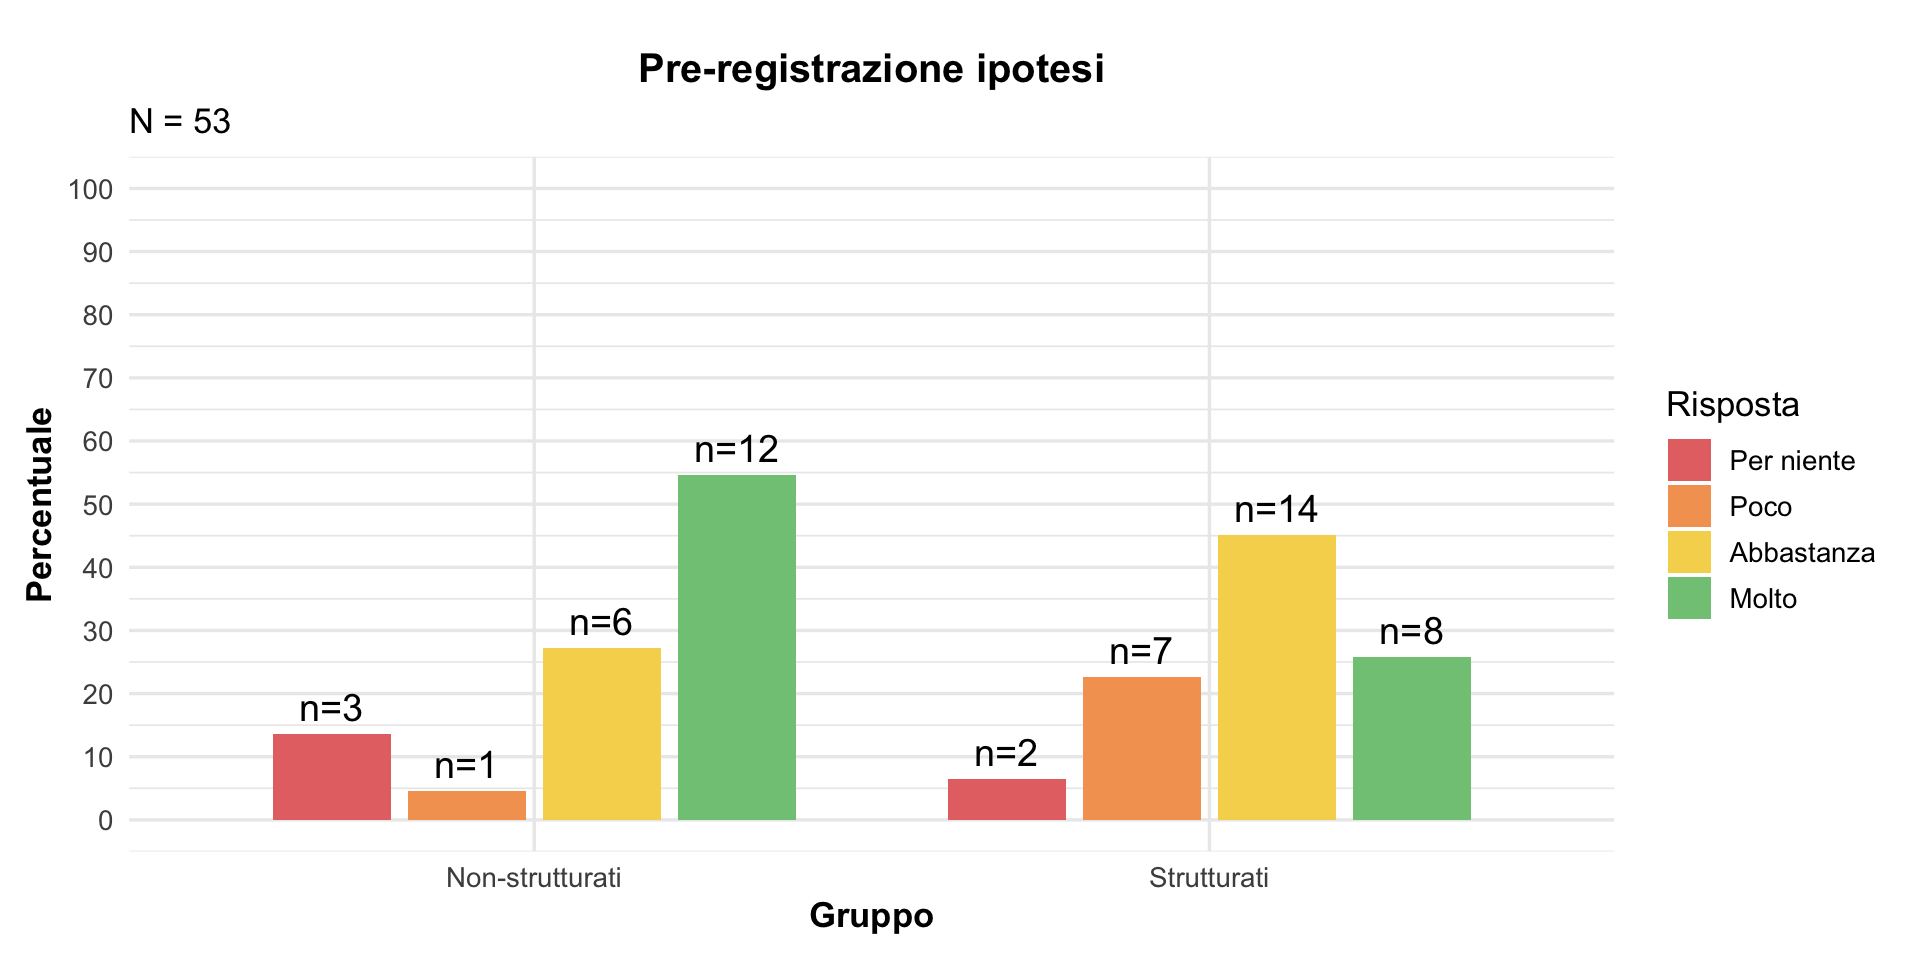 Pre-registrazione ipotesi
N = 53
100
90
80
70
60
50
40
30
20
10
0
Percentuale
n=3
n=1
n=6
n=12
n=2
n=7
n=14
n=8
Non-strutturati
Strutturati
Gruppo
Risposta
Per niente
Poco
Abbastanza
Molto